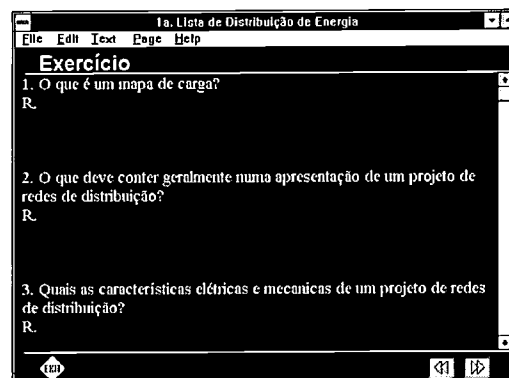 1a. Lista de Distribuição de Energia
File Edit Text Page Help
Exercício
1. O que é um mapa de carga?
R.
2. O que deve conter geralmente numa apresentação de um projeto de
redes de distribuição?
R.
3. Quais as características elétricas e mecanicas de um projeto de redes
de distribuição?
R.
EXIT